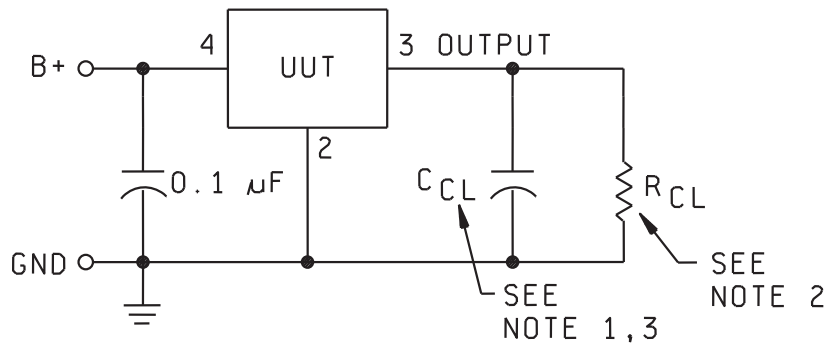 B+
4
UUT
3 OUTPUT
2
0.1 µF
C CL
R CL
GND
SEE
NOTE 1,3
SEE
NOTE 2